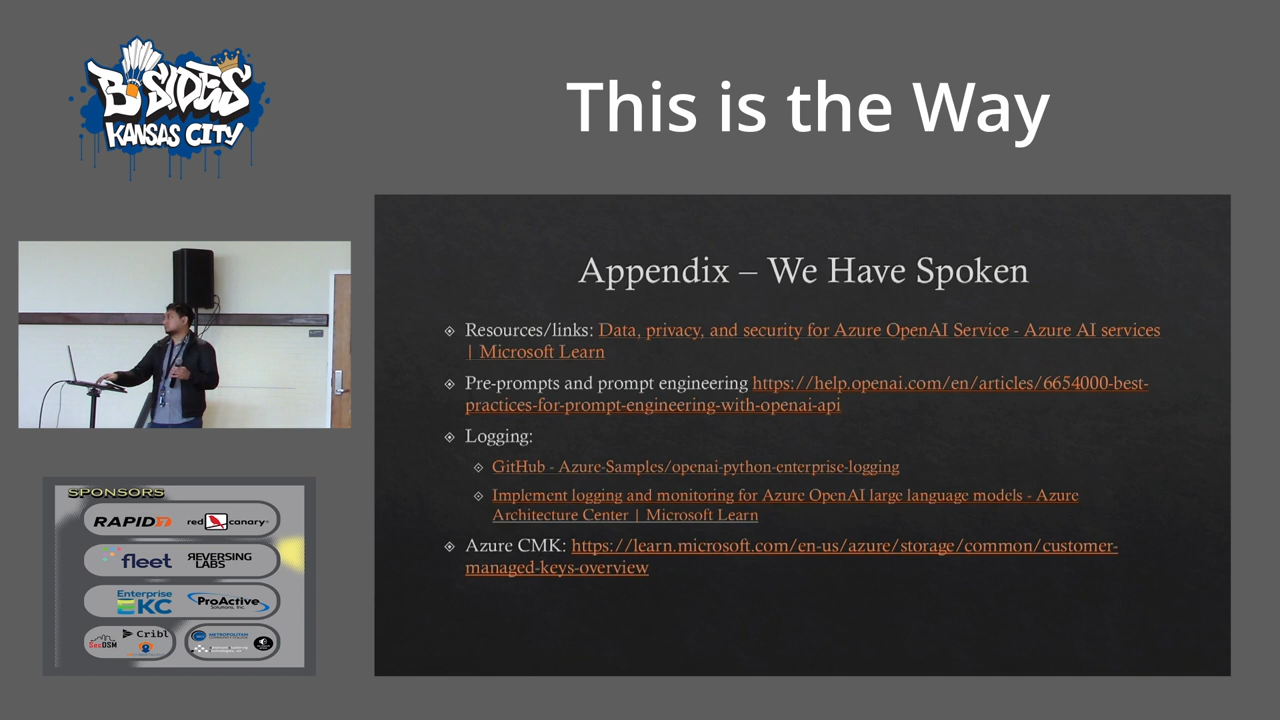 B SIDES
KANSAS CITY
This is the Way
Appendix – We Have Spoken
Resources/links: Data, privacy, and security for Azure OpenAI Service - Azure AI services
| Microsoft Learn
Pre-prompts and prompt engineering https://help.openai.com/en/articles/6654000-best-
practices-for-prompt-engineering-with-openai-api
Logging:
GitHub - Azure-Samples/openai-python-enterprise-logging
Implement logging and monitoring for Azure OpenAI large language models - Azure
Architecture Center | Microsoft Learn
Azure CMK: https://learn.microsoft.com/en-us/azure/storage/common/customer-
managed-keys-overview
SPONSORS
RAPID7 red canary
fleet REVERSING
LABS
Enterprise
KC
ProActive
Solutions, Inc.
SecDSM
Cribl
METROPOLITAN